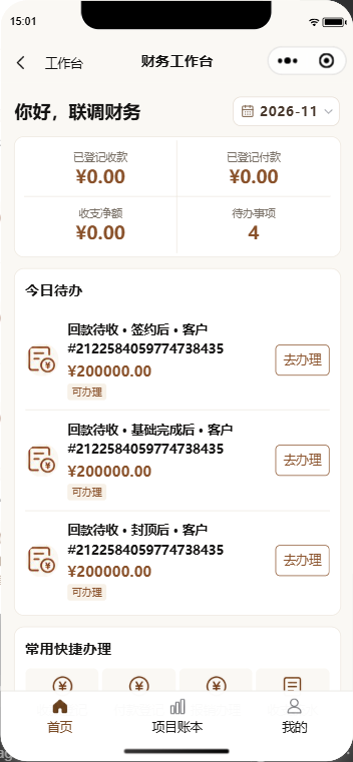 15:01
工作台
财务工作台
你好，联调财务
2026-11
已登记收款
已登记付款
¥0.00
¥0.00
收支净额
待办事项
¥0.00
4
今日待办
回款待收 • 签约后 • 客户
#2122584059774738435
¥200000.00
可办理
去办理
回款待收 • 基础完成后 • 客户
#2122584059774738435
¥200000.00
可办理
去办理
回款待收 • 封顶后 • 客户
#2122584059774738435
¥200000.00
可办理
去办理
常用快捷办理
首页
项目账本
我的